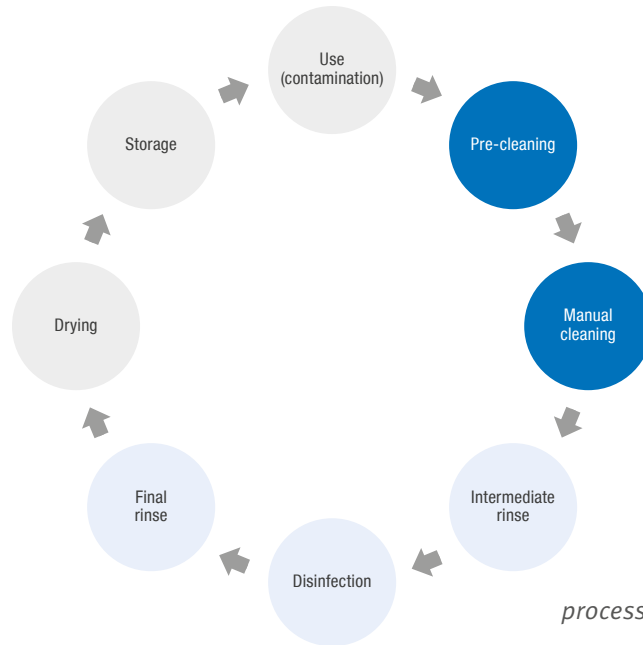 Use
(contamination)
Storage
Pre-cleaning
Drying
Manual
cleaning
Final
rinse
Intermediate
rinse
Disinfection
process